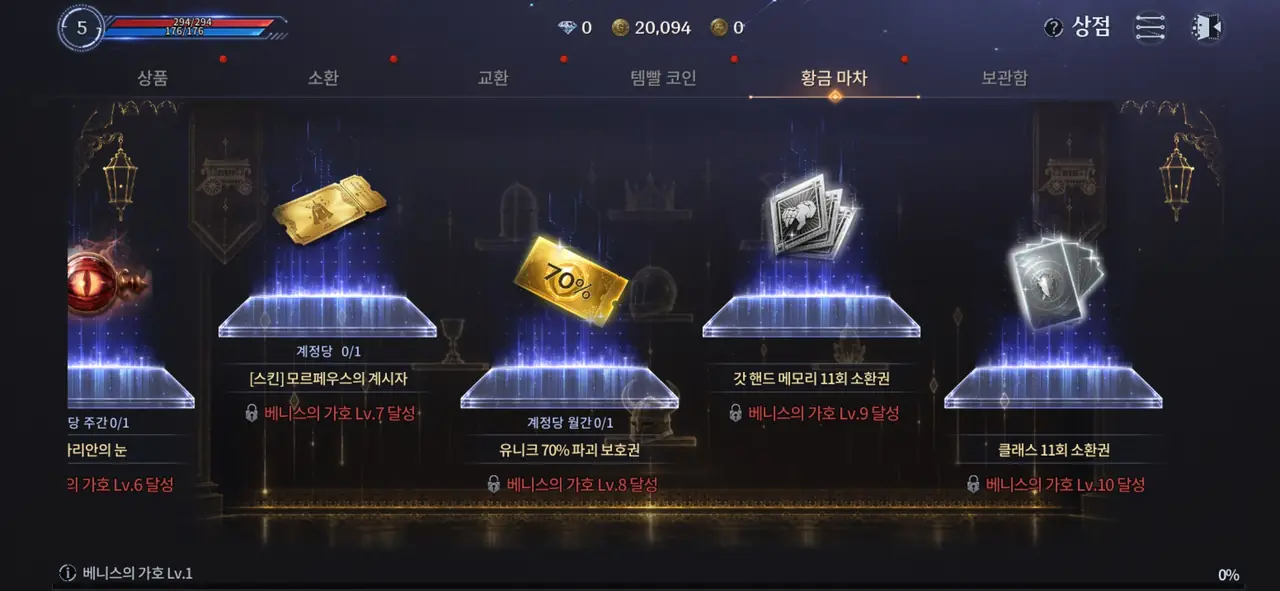 5
294/294
176/176
0
20,094
0
? 상점
상품
소환
교환
템빨 코인
황금 마차
보관함
당 주간 0/1
리안의 눈
의 가호 Lv.6 달성
계정당 0/1
[스킨] 모르페우스의 계시자
베니스의 가호 Lv.7 달성
70%
계정당 월간 0/1
유니크 70% 파괴 보호권
베니스의 가호 Lv.8 달성
갓 핸드 메모리 11회 소환권
베니스의 가호 Lv.9 달성
클래스 11회 소환권
베니스의 가호 Lv.10 달성
베니스의 가호 Lv.1
0%